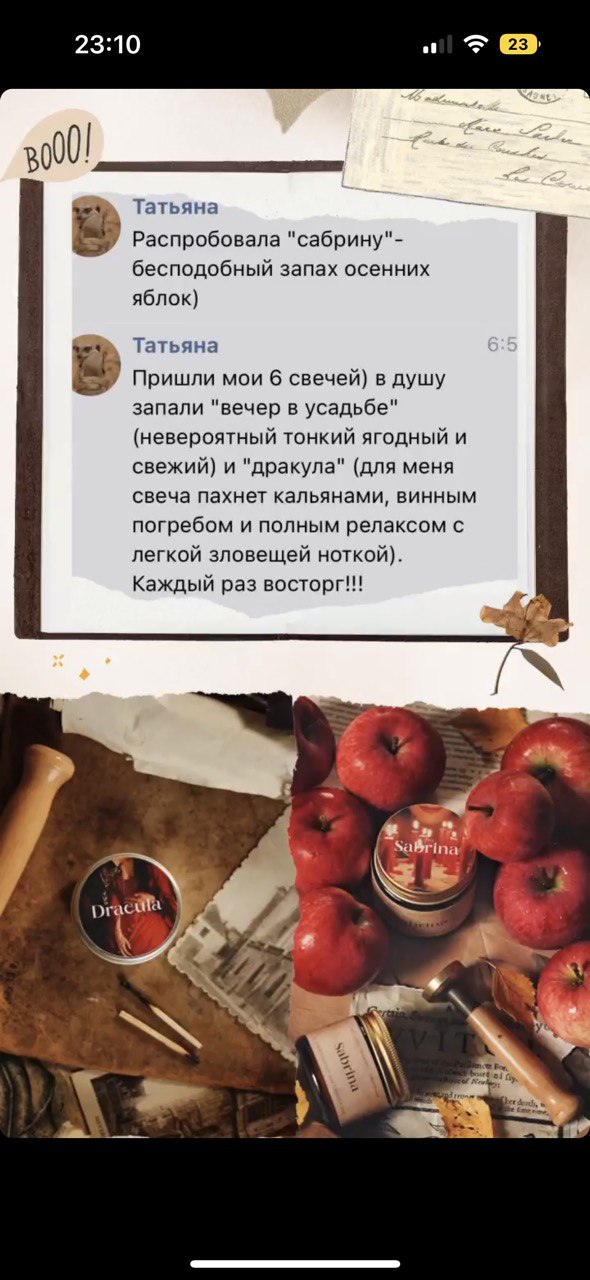 23:10
23
BOOO!
Татьяна
Распробовала "сабрину"-
бесподобный запах осенних
яблок)
Татьяна
6:5
Пришли мои 6 свечей) в душу
запали "вечер в усадьбе"
(невероятный тонкий ягодный и
свежий) и "дракула" (для меня
свеча пахнет кальянами, винным
погребом и полным релаксом с
легкой зловещей ноткой).
Каждый раз восторг!!!
Dracula
Sabrina
Sabrina